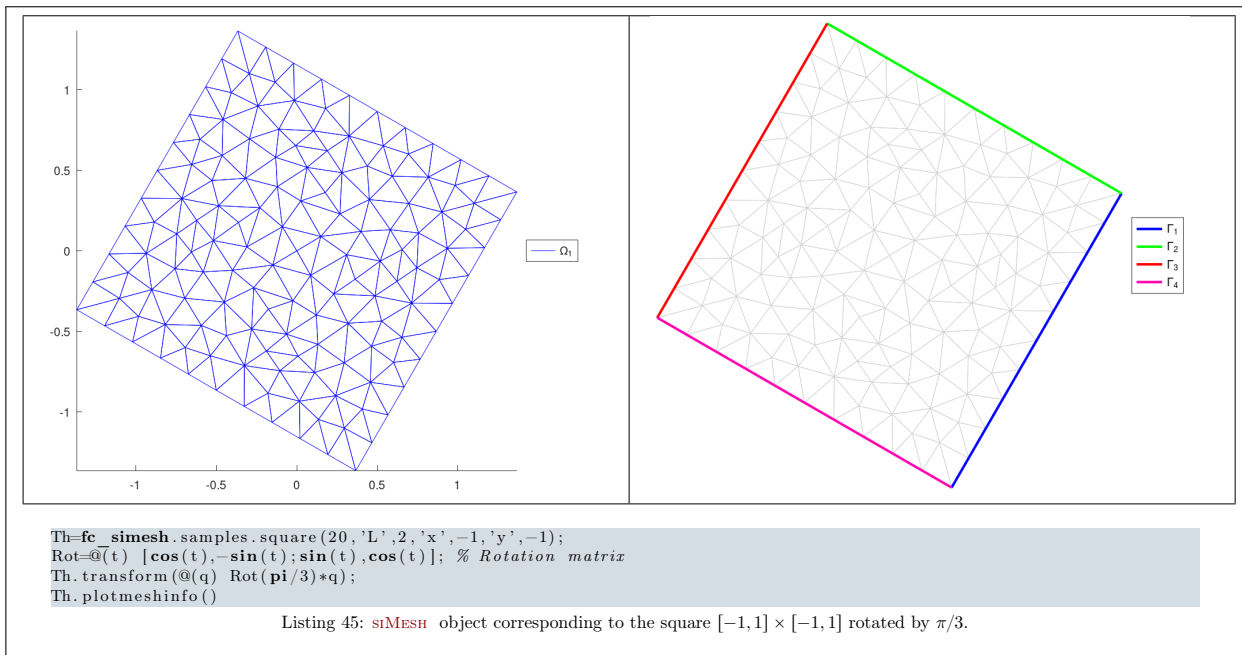 1
0.5
0
-0.5
-1
-1
-0.5
0
0.5
1
Ω₁
Γ₁
Γ₂
Γ₃
Γ₄
Th=fc_simesh.samples.square(20,'L',2,'x',-1,'y',-1);
Rot=@(t) [cos(t),-sin(t);sin(t),cos(t)]; % Rotation matrix
Th.transform(@(q) Rot(pi/3)*q);
Th.plotmeshinfo()
Listing 45: SIMESH object corresponding to the square [−1, 1] × [−1, 1] rotated by π/3.